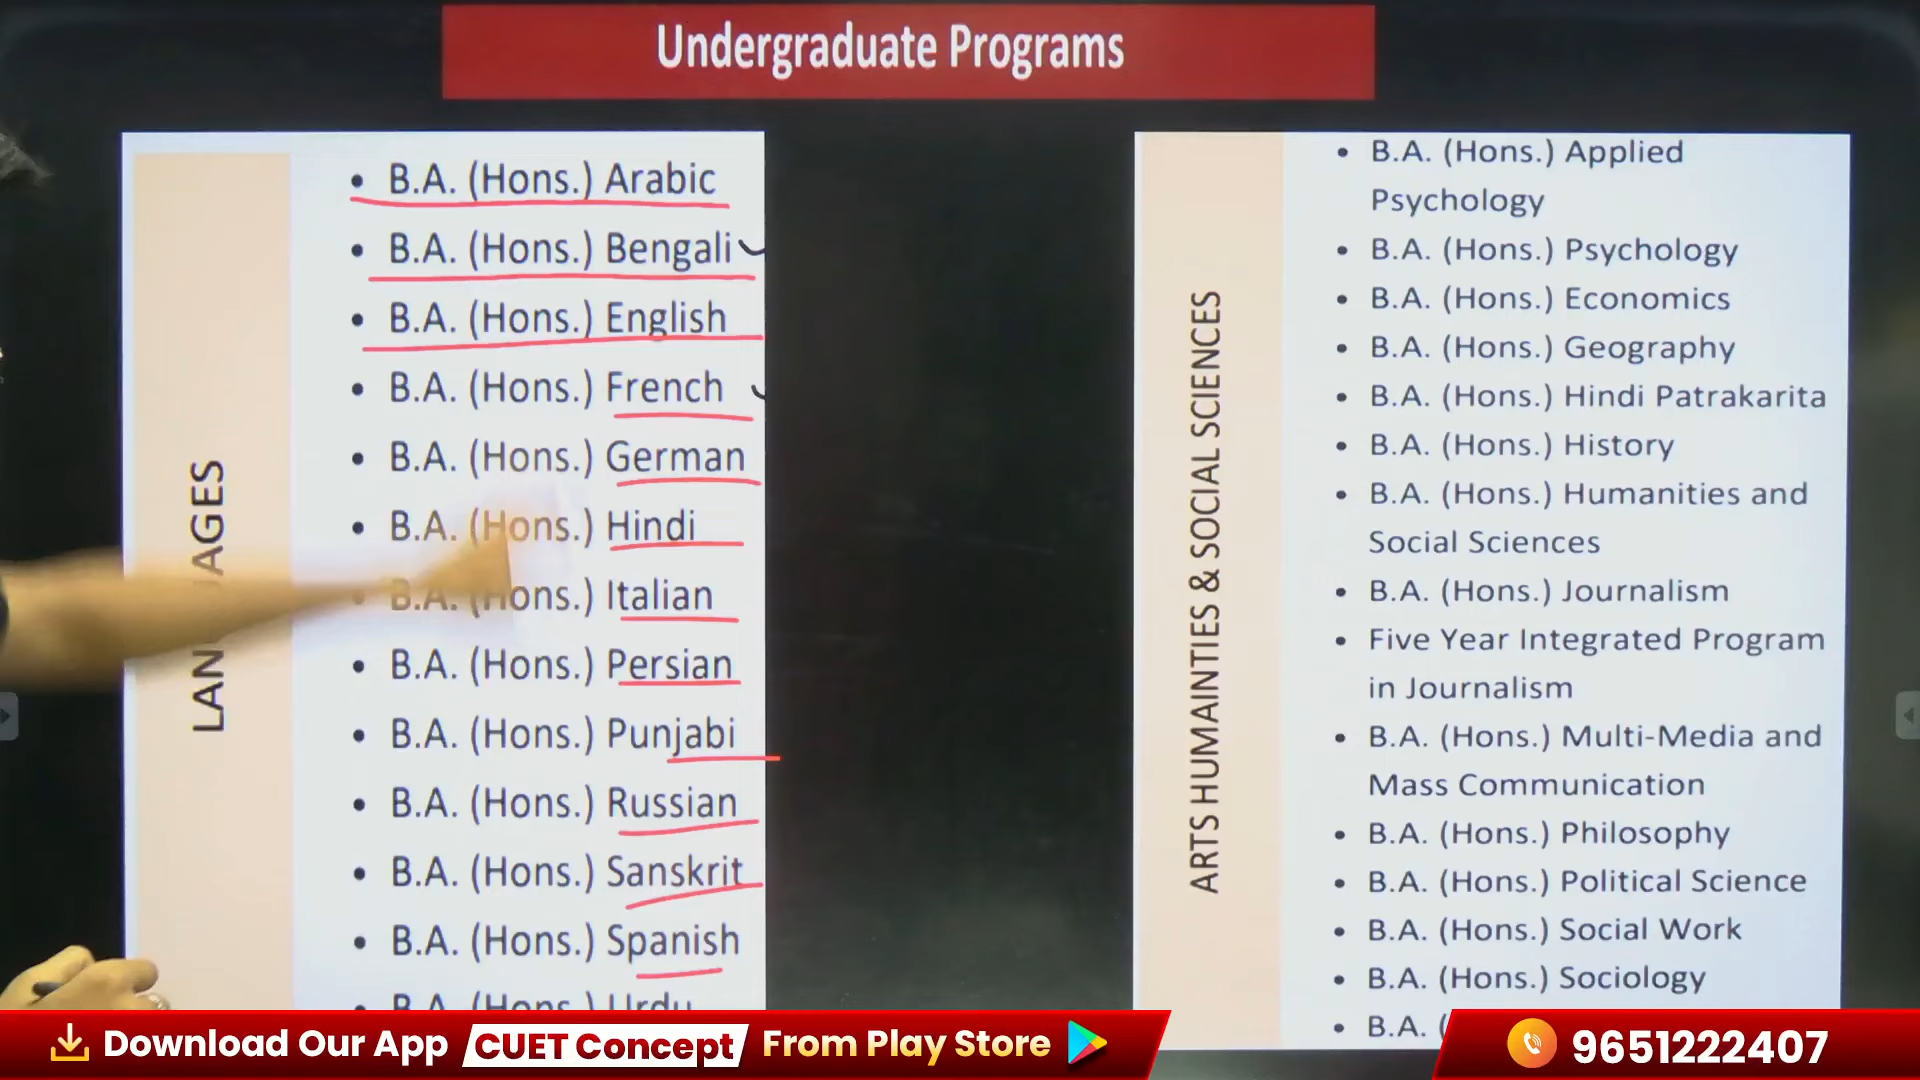 Undergraduate Programs
LANGUAGES
• B.A. (Hons.) Arabic
• B.A. (Hons.) Bengali
• B.A. (Hons.) English
• B.A. (Hons.) French
• B.A. (Hons.) German
• B.A. (Hons.) Hindi
• B.A. (Hons.) Italian
• B.A. (Hons.) Persian
• B.A. (Hons.) Punjabi
• B.A. (Hons.) Russian
• B.A. (Hons.) Sanskrit
• B.A. (Hons.) Spanish
B.A. (Hons.) Urdu
ARTS HUMAINTIES & SOCIAL SCIENCES
• B.A. (Hons.) Applied
Psychology
• B.A. (Hons.) Psychology
• B.A. (Hons.) Economics
• B.A. (Hons.) Geography
• B.A. (Hons.) Hindi Patrakarita
• B.A. (Hons.) History
• B.A. (Hons.) Humanities and
Social Sciences
• B.A. (Hons.) Journalism
• Five Year Integrated Program
in Journalism
• B.A. (Hons.) Multi-Media and
Mass Communication
• B.A. (Hons.) Philosophy
• B.A. (Hons.) Political Science
• B.A. (Hons.) Social Work
• B.A. (Hons.) Sociology
• B.A. (
Download Our App CUET Concept From Play Store
9651222407